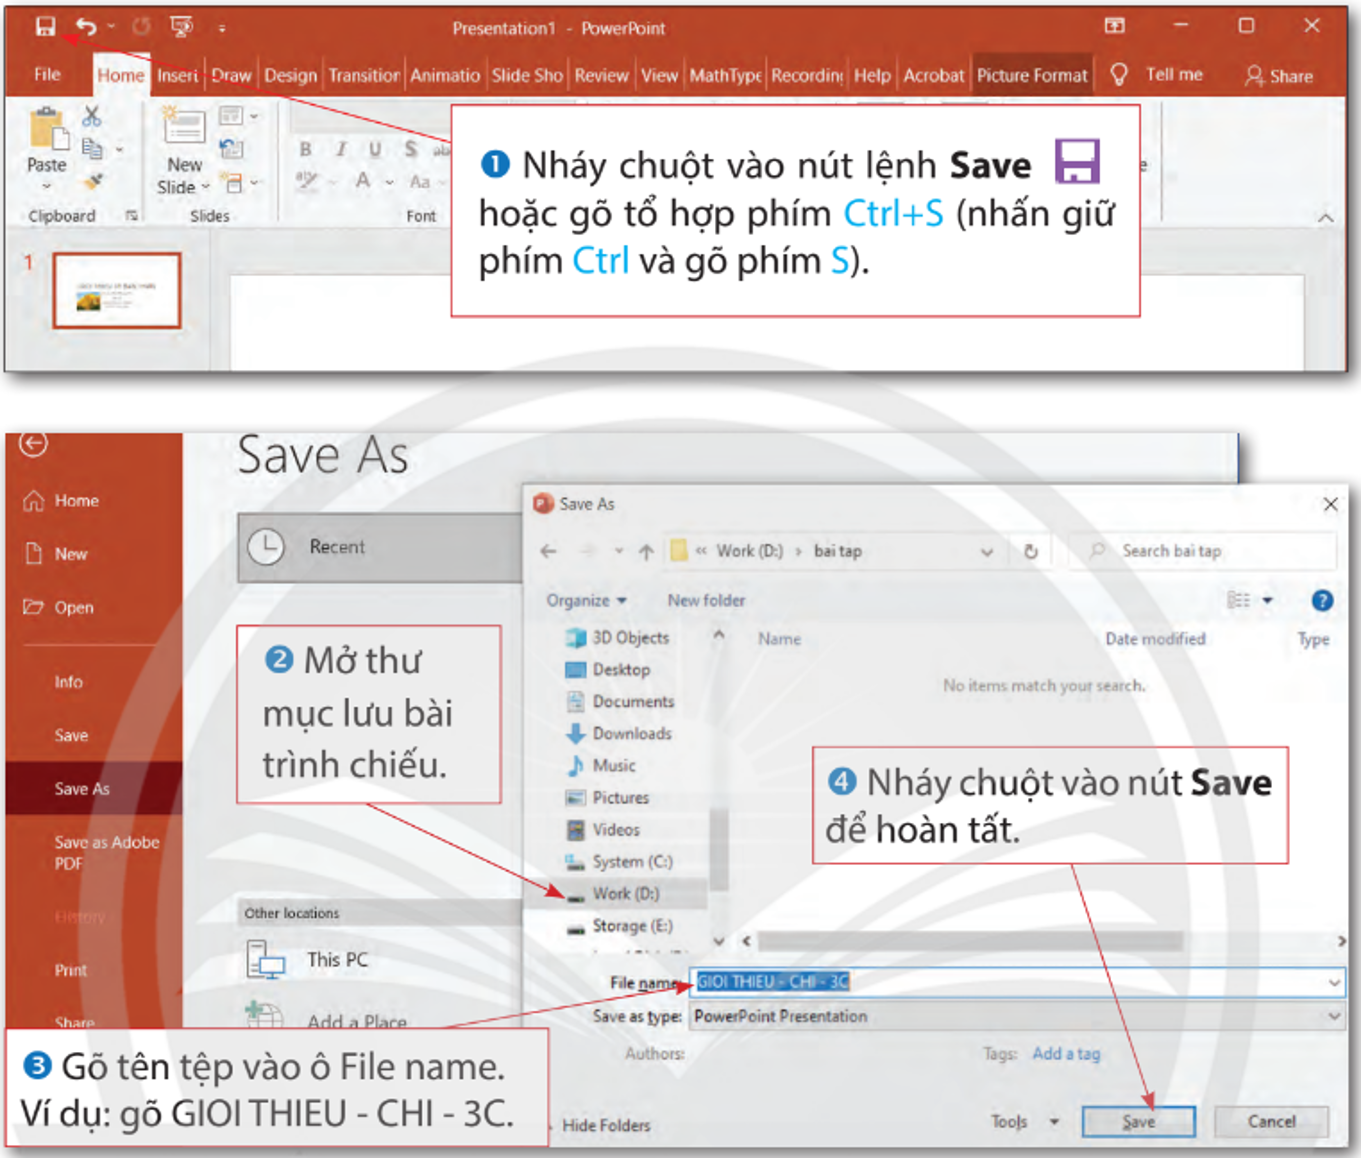 Presentation1 - PowerPoint
File Home Insert Draw Design Transition Animatio Slide Sho Review View MathType Recordin Help Acrobat Picture Format Tell me Share
Paste
New
Slide
B I U S ab
A Aa
Clipboard Slides Font
❶ Nháy chuột vào nút lệnh Save
hoặc gõ tổ hợp phím Ctrl+S (nhấn giữ
phím Ctrl và gõ phím S).
1
Save As
Home
New
Open
Info
Save
Save As
Save as Adobe
PDF
History
Print
Share
Recent
❷ Mở thư
mục lưu bài
trình chiếu.
Other locations
This PC
Add a Place
Save As
« Work (D:) › bai tap
Search bai tap
Organize New folder
Name Date modified Type
No items match your search.
3D Objects
Desktop
Documents
Downloads
Music
Pictures
Videos
System (C:)
Work (D:)
Storage (E:)
❹ Nháy chuột vào nút Save
để hoàn tất.
File name: GIOI THIEU - CHI - 3C
Save as type: PowerPoint Presentation
Authors: Tags: Add a tag
❸ Gõ tên tệp vào ô File name.
Ví dụ: gõ GIOI THIEU - CHI - 3C.
Hide Folders Tools Save Cancel